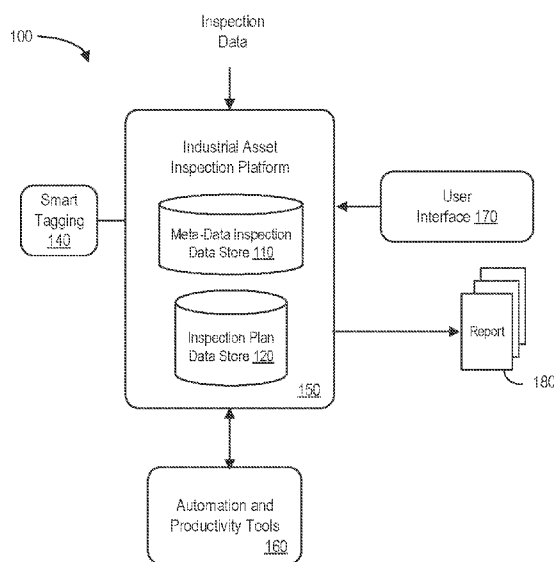 Inspection
Data
100
Industrial Asset
Inspection Platform
Smart
Tagging
140
User
Interface 170
Meta-Data Inspection
Data Store 110
Inspection Plan
Data Store 120
Report
150
180
Automation and
Productivity Tools
160